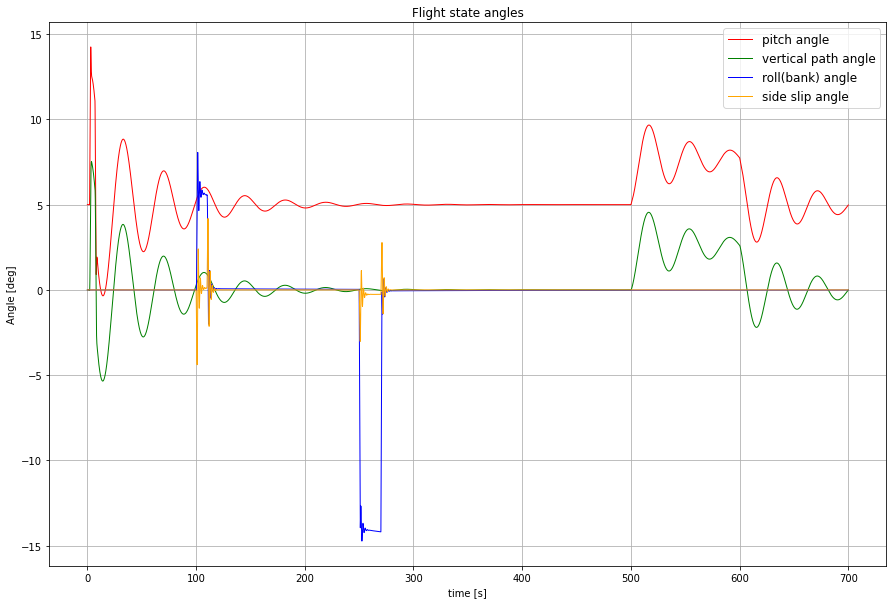 Flight state angles
pitch angle
vertical path angle
roll(bank) angle
side slip angle
Angle [deg]
15
10
5
0
−5
−10
−15
0 100 200 300 400 500 600 700
time [s]